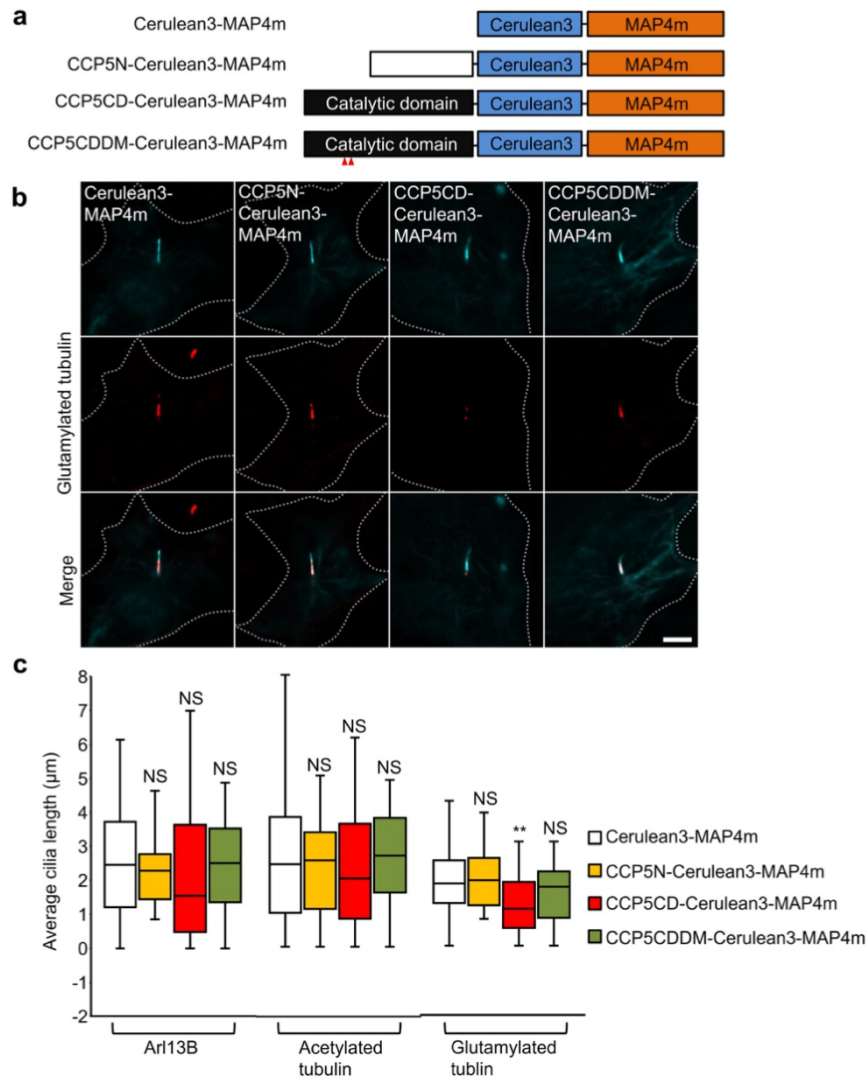 a
Cerulean3-MAP4m
Cerulean3
MAP4m
CCP5N-Cerulean3-MAP4m
Cerulean3
MAP4m
CCP5CD-Cerulean3-MAP4m
Catalytic domain
Cerulean3
MAP4m
CCP5CDDM-Cerulean3-MAP4m
Catalytic domain
Cerulean3
MAP4m
b
Cerulean3-
MAP4m
CCP5N-
Cerulean3-
MAP4m
CCP5CD-
Cerulean3-
MAP4m
CCP5CDDM-
Cerulean3-
MAP4m
Glutamylated tubulin
Merge
c
Average cilia length (µm)
8
7
6
5
4
3
2
1
0
-1
-2
NS
NS
NS
NS
NS
NS
NS
**
NS
Cerulean3-MAP4m
CCP5N-Cerulean3-MAP4m
CCP5CD-Cerulean3-MAP4m
CCP5CDDM-Cerulean3-MAP4m
Arl13B
Acetylated
tubulin
Glutamylated
tublin